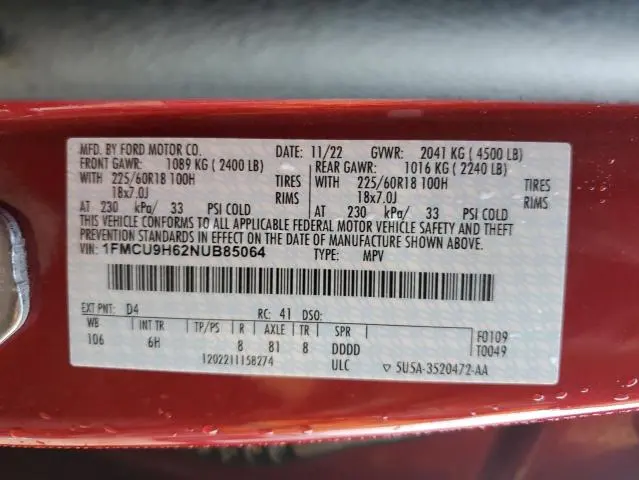 MFD. BY FORD MOTOR CO. DATE: 11/22 GVWR: 2041 KG ( 4500 LB)
FRONT GAWR: 1089 KG ( 2400 LB) REAR GAWR: 1016 KG ( 2240 LB)
WITH 225/60R18 100H TIRES WITH 225/60R18 100H TIRES
18x7.0J RIMS 18x7.0J RIMS
AT 230 kPa/ 33 PSI COLD AT 230 kPa/ 33 PSI COLD
THIS VEHICLE CONFORMS TO ALL APPLICABLE FEDERAL MOTOR VEHICLE SAFETY AND THEFT
PREVENTION STANDARDS IN EFFECT ON THE DATE OF MANUFACTURE SHOWN ABOVE.
VIN: 1FMCU9H62NUB85064 TYPE: MPV
EXT PNT: D4 RC: 41 DSO:
WB INT TR TP/PS R AXLE TR SPR F0109
106 6H 8 81 8 DDDD T0049
1202211158274 ULC ▽ 5U5A-3520472-AA